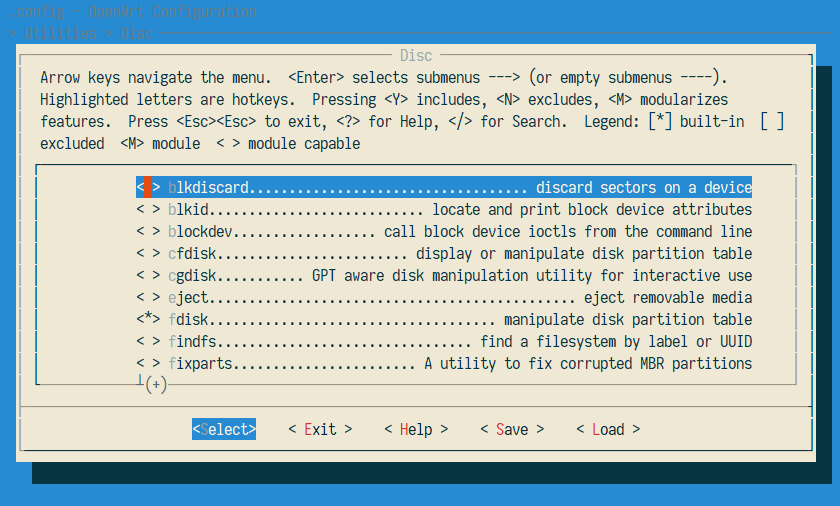 .config - OpenWrt Configuration
> Utilities > Disc
Disc
Arrow keys navigate the menu.  <Enter> selects submenus ---> (or empty submenus ----).
Highlighted letters are hotkeys.  Pressing <Y> includes, <N> excludes, <M> modularizes
features.  Press <Esc><Esc> to exit, <?> for Help, </> for Search.  Legend: [*] built-in  [ ]
excluded  <M> module  < > module capable
< > blkdiscard................................... discard sectors on a device
< > blkid........................... locate and print block device attributes
< > blockdev.................. call block device ioctls from the command line
< > cfdisk........................ display or manipulate disk partition table
< > cgdisk........... GPT aware disk manipulation utility for interactive use
< > eject.............................................. eject removable media
<*> fdisk.................................... manipulate disk partition table
< > findfs................................ find a filesystem by label or UUID
< > fixparts....................... A utility to fix corrupted MBR partitions
(+)
<Select>    < Exit >    < Help >    < Save >    < Load >